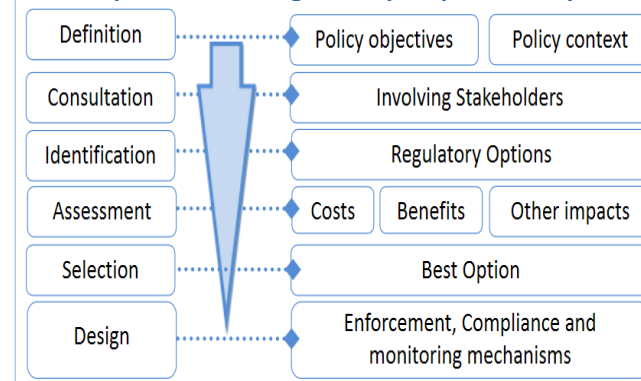 Definition
Policy objectives
Policy context
Consultation
Involving Stakeholders
Identification
Regulatory Options
Assessment
Costs
Benefits
Other impacts
Selection
Best Option
Design
Enforcement, Compliance and
monitoring mechanisms